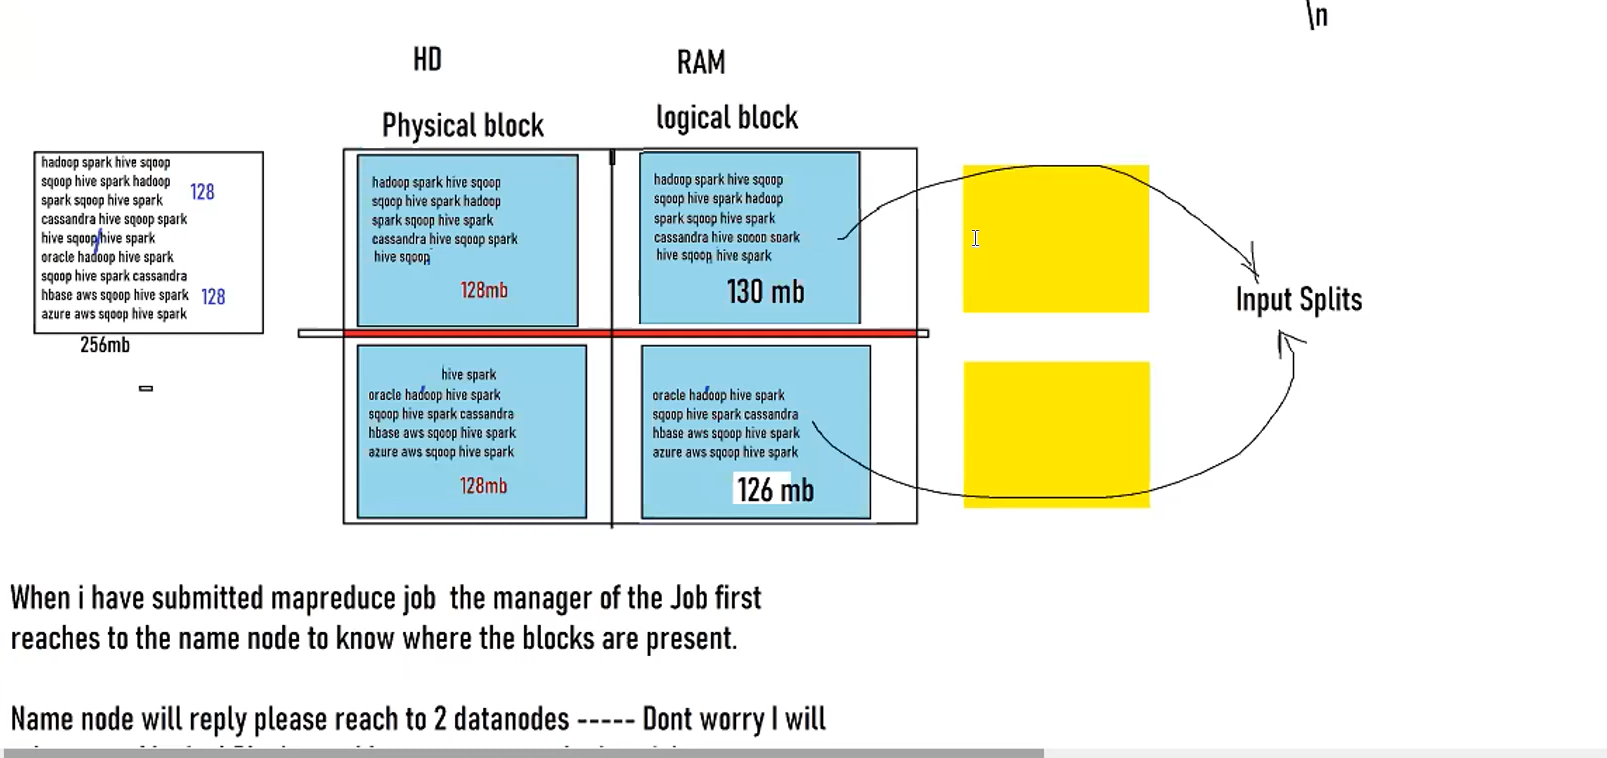 \n
HD
RAM
Physical block
logical block
hadoop spark hive sqoop
sqoop hive spark hadoop
spark sqoop hive spark
cassandra hive sqoop spark
hive sqoop hive spark
oracle hadoop hive spark
sqoop hive spark cassandra
hbase aws sqoop hive spark
azure aws sqoop hive spark
128
128
256mb
hadoop spark hive sqoop
sqoop hive spark hadoop
spark sqoop hive spark
cassandra hive sqoop spark
hive sqoop
128mb
hadoop spark hive sqoop
sqoop hive spark hadoop
spark sqoop hive spark
cassandra hive sqoop spark
hive sqoop hive spark
130 mb
Input Splits
hive spark
oracle hadoop hive spark
sqoop hive spark cassandra
hbase aws sqoop hive spark
azure aws sqoop hive spark
128mb
oracle hadoop hive spark
sqoop hive spark cassandra
hbase aws sqoop hive spark
azure aws sqoop hive spark
126 mb
When i have submitted mapreduce job the manager of the Job first
reaches to the name node to know where the blocks are present.
Name node will reply please reach to 2 datanodes ----- Dont worry I will